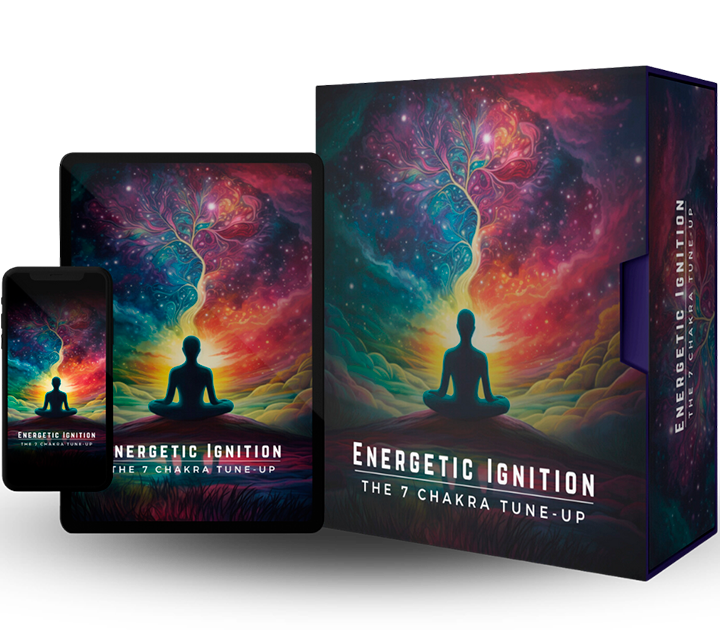 ENERGETIC IGNITION
THE 7 CHAKRA TUNE-UP
NERGETIC IGNITION
THE 7 CHAKRA TUNE-UP
ENERGETIC IGNITION
THE 7 CHAKRA TUNE-UP
ENERGETIC IGNITION
THE 7 CHAKRA TUNE-UP